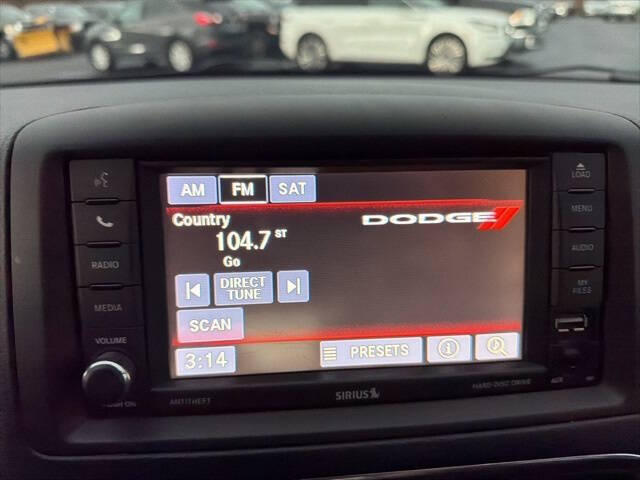 AM FM SAT
Country
DODGE
104.7 ST
Go
DIRECT
TUNE
SCAN
3:14 PRESETS
RADIO
MEDIA
VOLUME
LOAD
MENU
AUDIO
MY
FILES
ANTITHEFT
SIRIUS
HARD DISC DRIVE
AUX